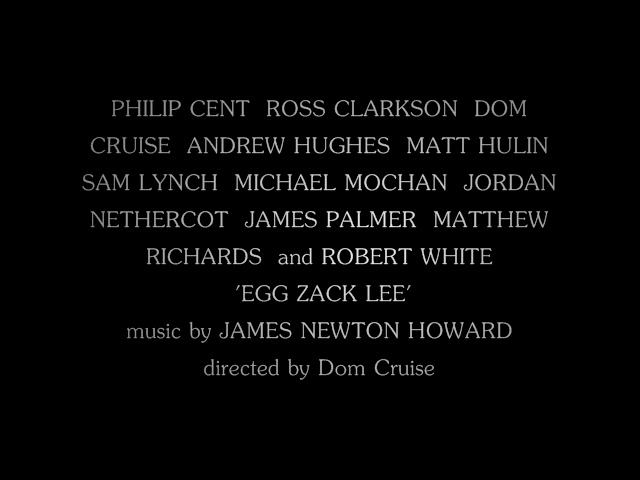 PHILIP CENT ROSS CLARKSON DOM
CRUISE ANDREW HUGHES MATT HULIN
SAM LYNCH MICHAEL MOCHAN JORDAN
NETHERCOT JAMES PALMER MATTHEW
RICHARDS and ROBERT WHITE
'EGG ZACK LEE'
music by JAMES NEWTON HOWARD
directed by Dom Cruise